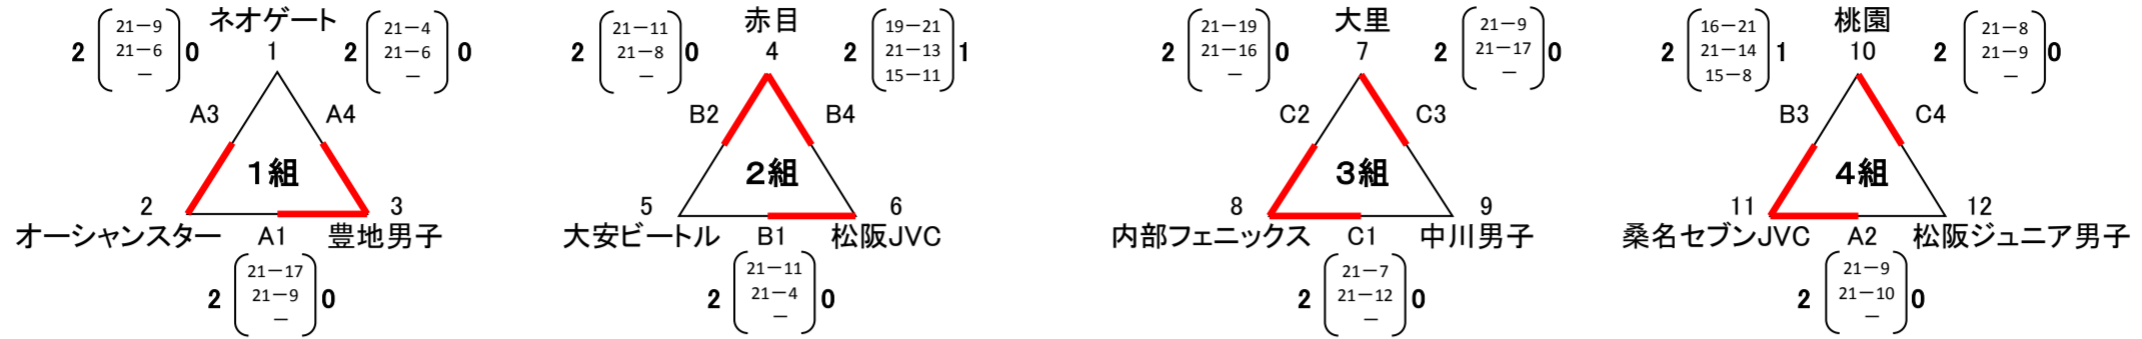 ネオゲート
1
2 21－9 21－6 － 0
2 21－4 21－6 － 0
A3 A4
1組
2 3
オーシャンスター A1 豊地男子
2 21－17 21－9 － 0
赤目
4
2 21－11 21－8 － 0
2 19－21 21－13 15－11 1
B2 B4
2組
5 6
大安ビートル B1 松阪JVC
2 21－11 21－4 － 0
大里
7
2 21－19 21－16 － 0
2 21－9 21－17 － 0
C2 C3
3組
8 9
内部フェニックス C1 中川男子
2 21－7 21－12 － 0
桃園
10
2 16－21 21－14 15－8 1
2 21－8 21－9 － 0
B3 C4
4組
11 12
桑名セブンJVC A2 松阪ジュニア男子
2 21－9 21－10 － 0